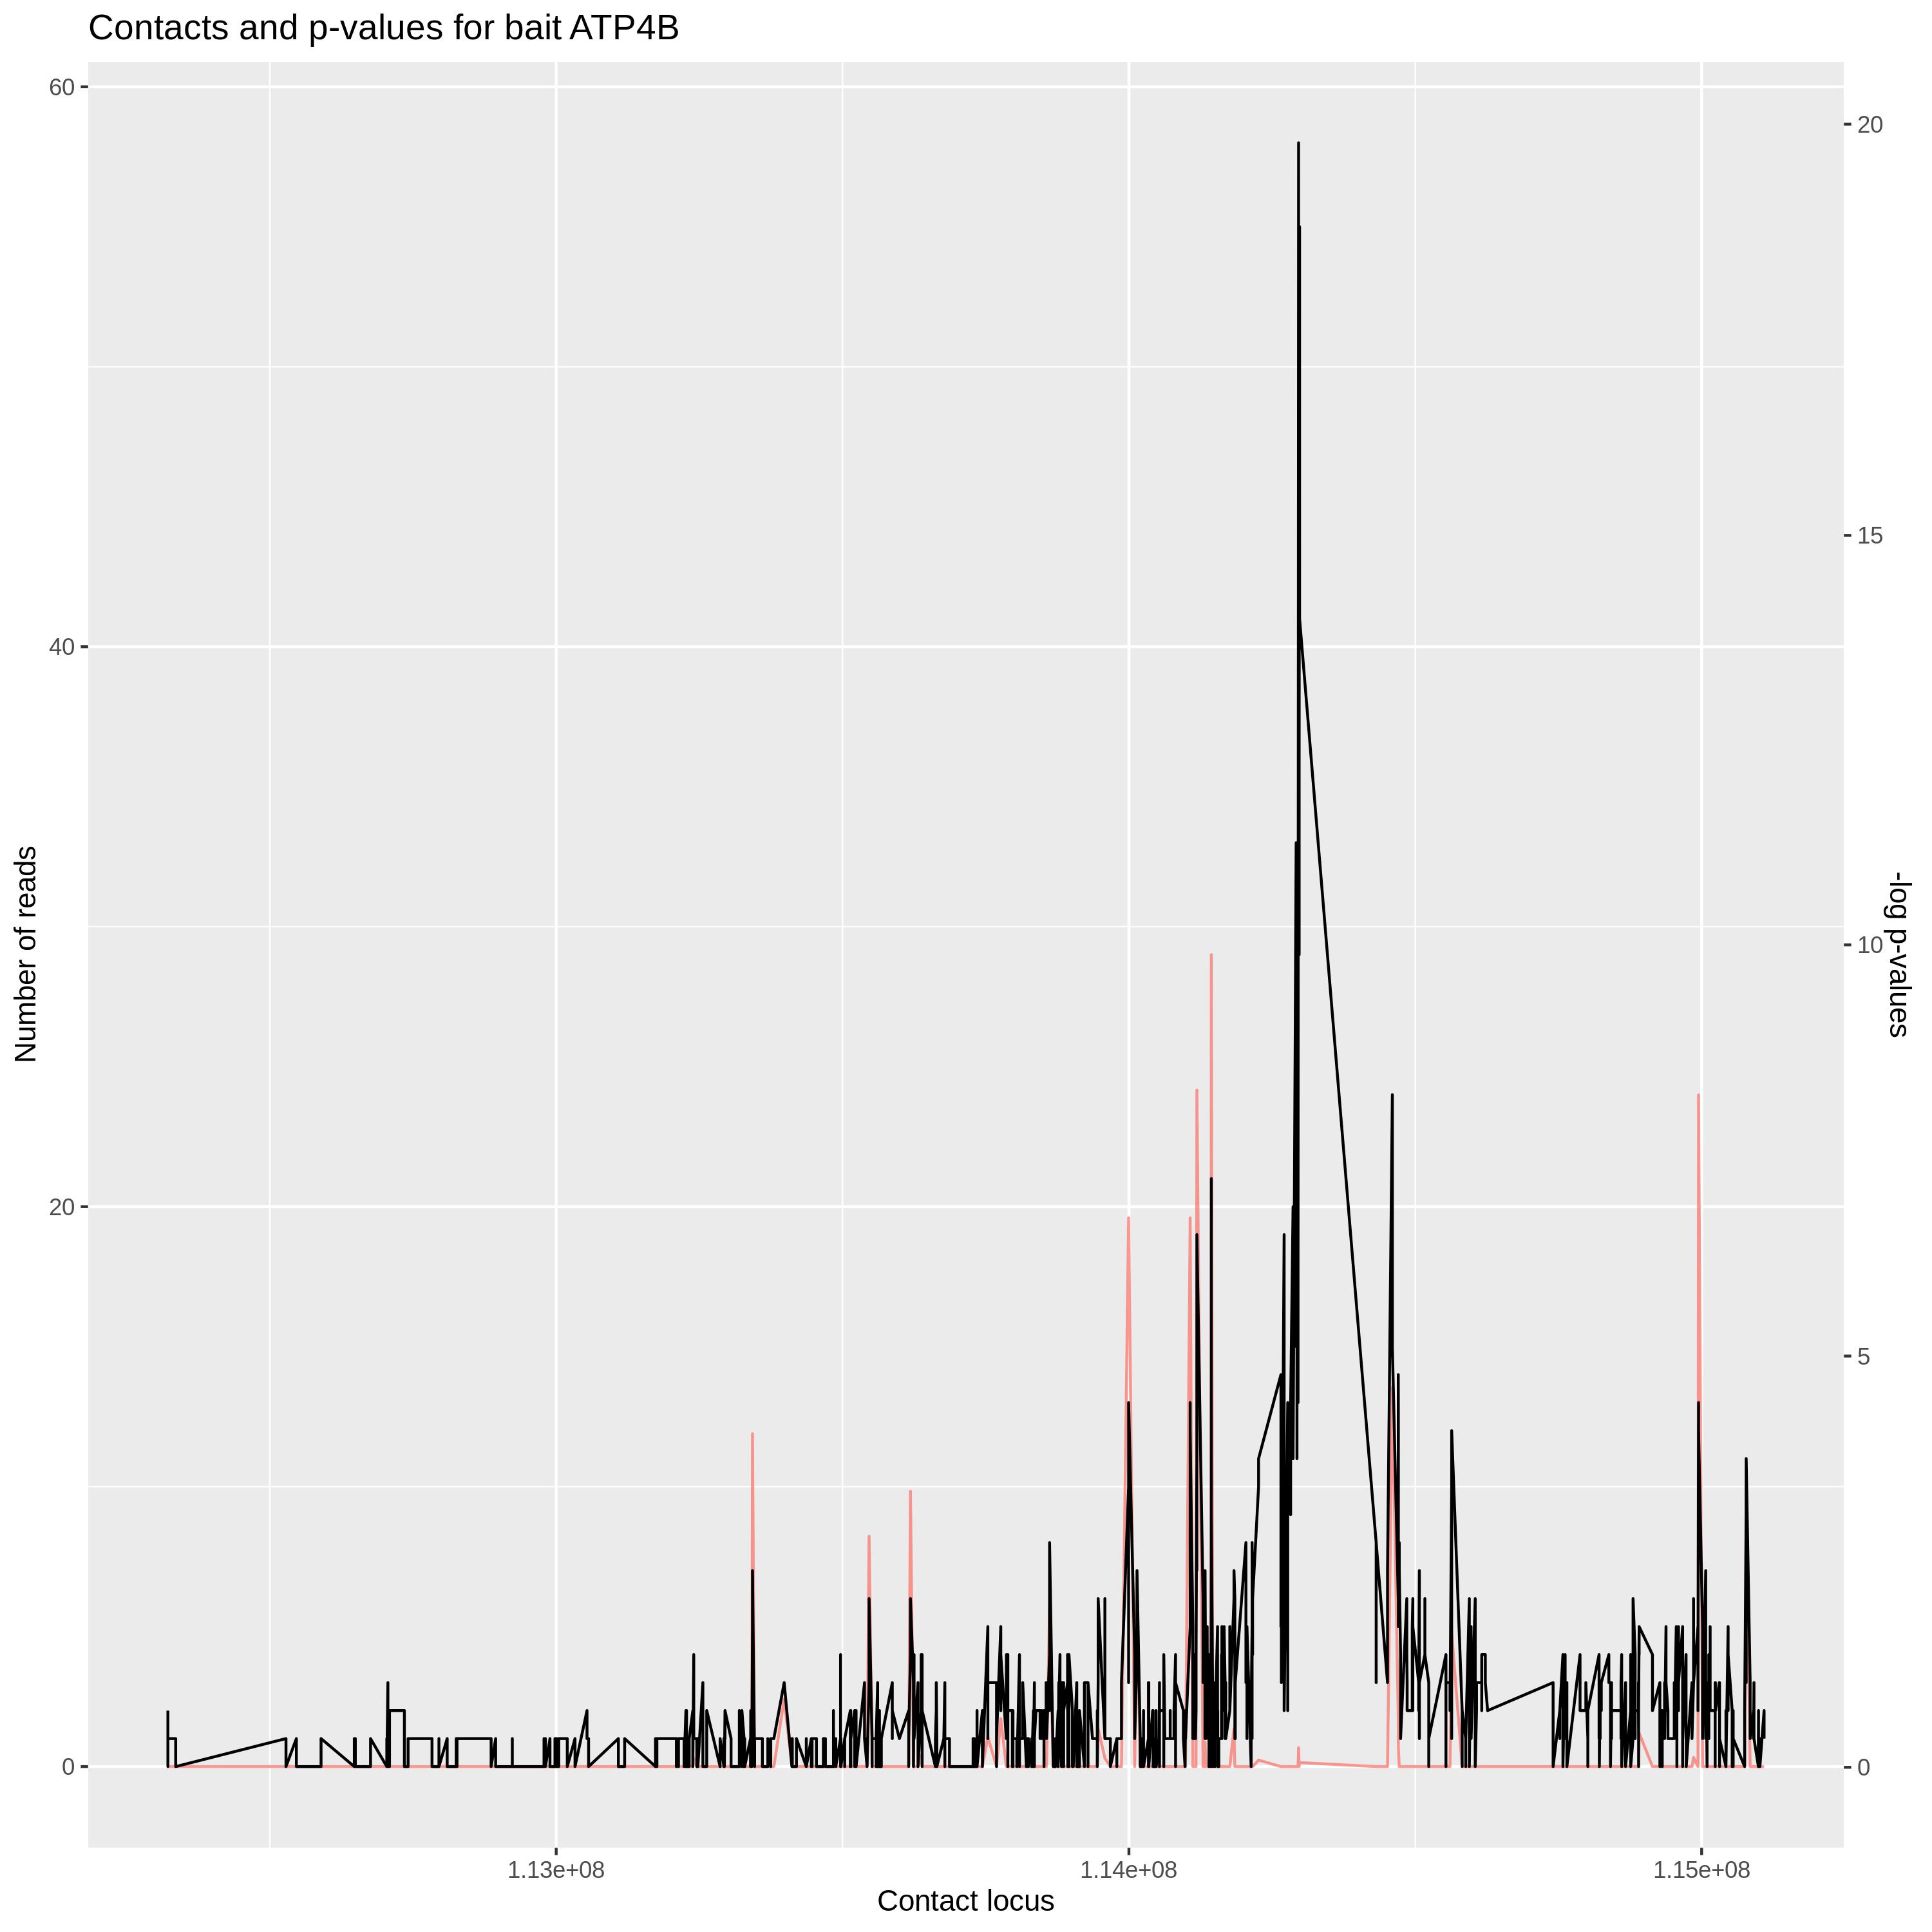 Contacts and p-values for bait ATP4B
60
40
20
0
Number of reads
20
15
10
5
0
-log p-values
1.13e+08
1.14e+08
1.15e+08
Contact locus